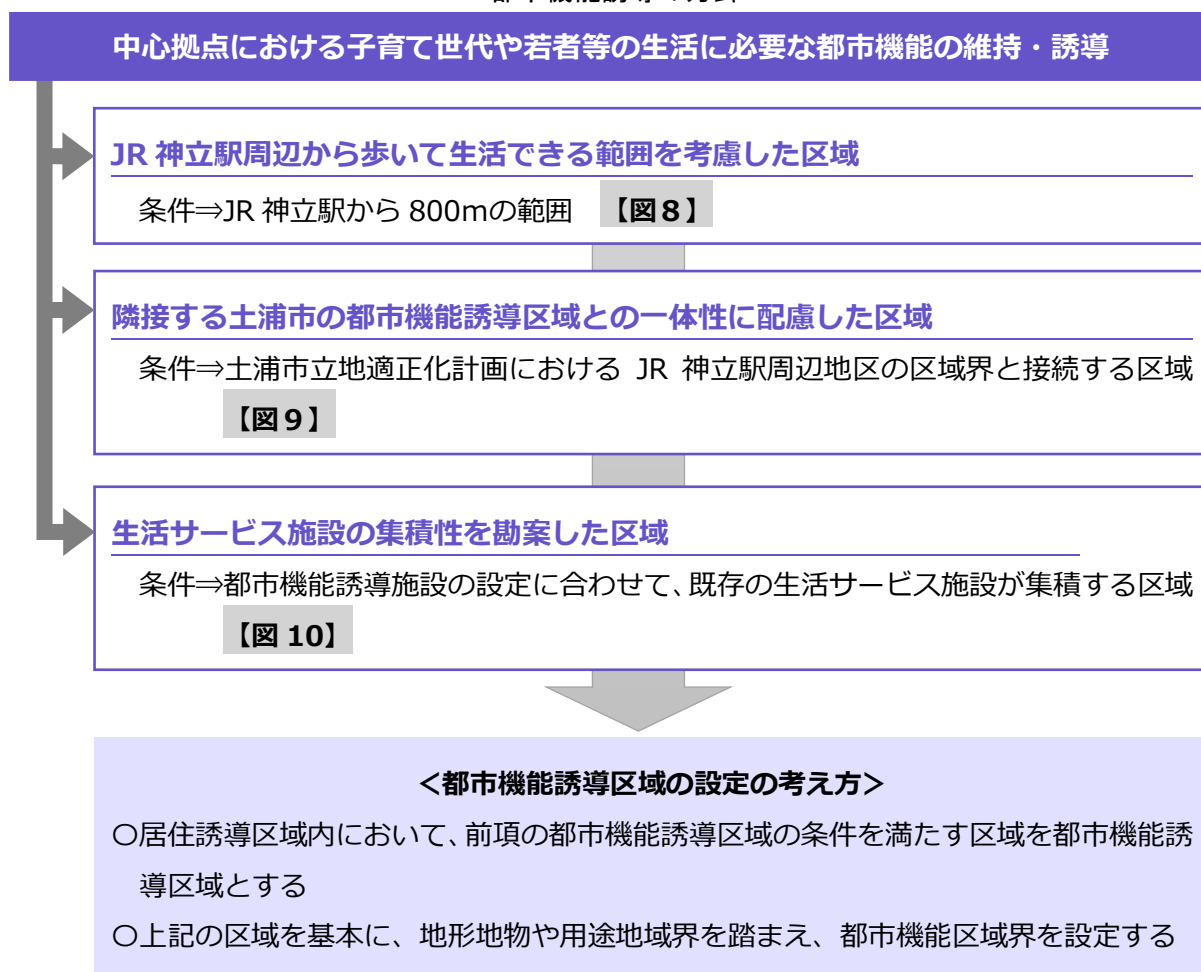 中心拠点における子育て世代や若者等の生活に必要な都市機能の維持・誘導
JR 神立駅周辺から歩いて生活できる範囲を考慮した区域
条件⇒JR 神立駅から 800mの範囲 【図８】
隣接する土浦市の都市機能誘導区域との一体性に配慮した区域
条件⇒土浦市立地適正化計画における JR 神立駅周辺地区の区域界と接続する区域
【図９】
生活サービス施設の集積性を勘案した区域
条件⇒都市機能誘導施設の設定に合わせて、既存の生活サービス施設が集積する区域
【図 10】
＜都市機能誘導区域の設定の考え方＞
〇居住誘導区域内において、前項の都市機能誘導区域の条件を満たす区域を都市機能誘
導区域とする
〇上記の区域を基本に、地形地物や用途地域界を踏まえ、都市機能区域界を設定する